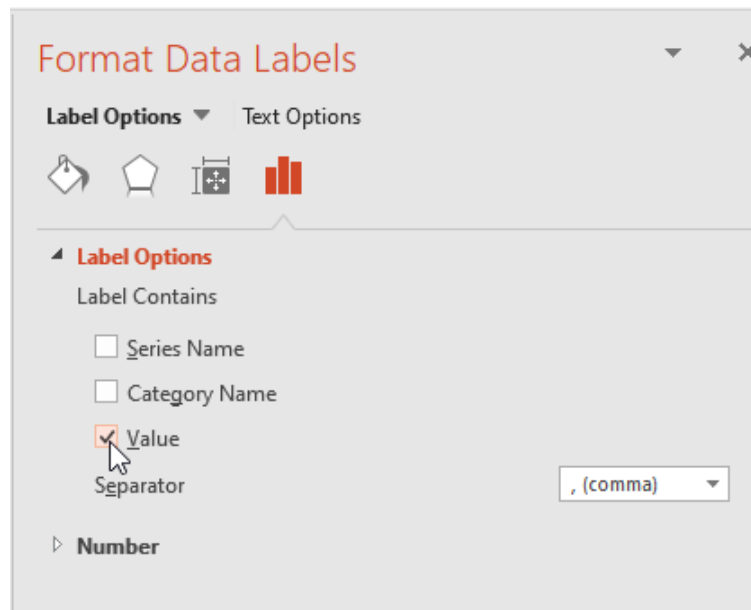 Format Data Labels
Label Options Text Options
Label Options
Label Contains
Series Name
Category Name
Value
Separator , (comma)
Number